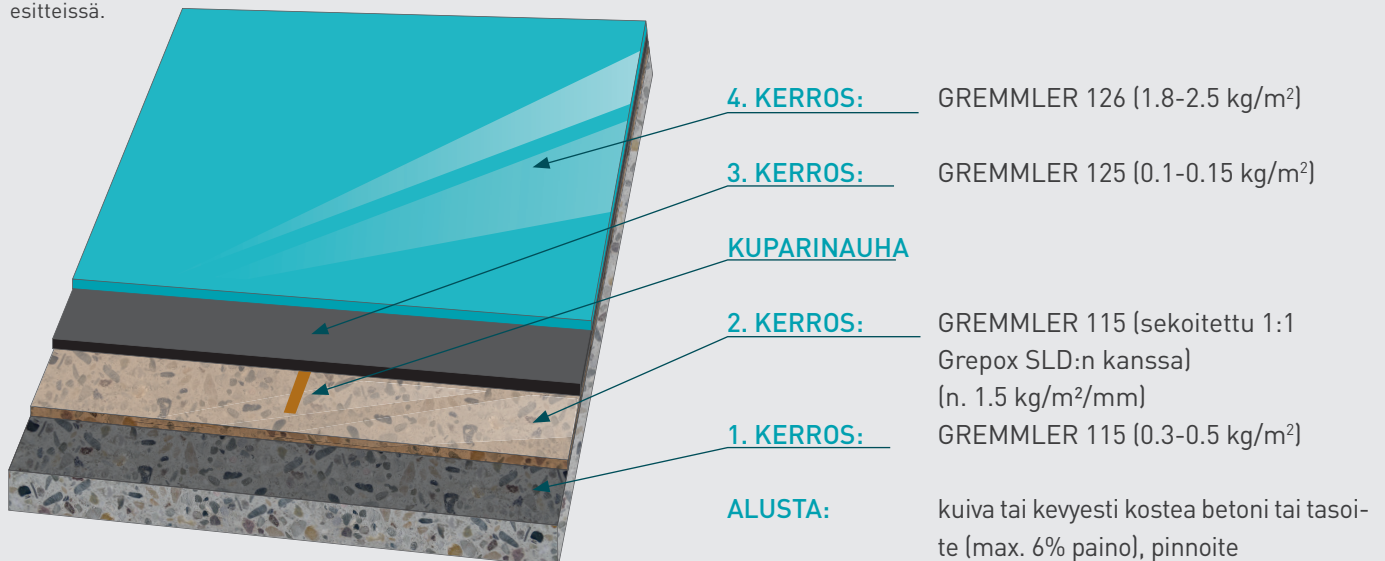 esitteissä.
4. KERROS: GREMMLER 126 (1.8-2.5 kg/m²)
3. KERROS: GREMMLER 125 (0.1-0.15 kg/m²)
KUPARINAUHA
2. KERROS: GREMMLER 115 (sekoitettu 1:1
Grepox SLD:n kanssa)
(n. 1.5 kg/m²/mm)
1. KERROS: GREMMLER 115 (0.3-0.5 kg/m²)
ALUSTA: kuiva tai kevyesti kostea betoni tai tasoi-
te (max. 6% paino), pinnoite